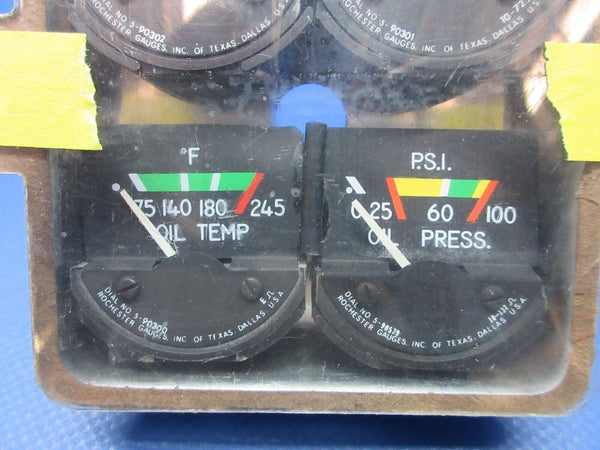 DIAL NO 5-90302
ROCHESTER GAUGES, INC OF TEXAS, DALLAS
DIAL NO 5-90301
ROCHESTER GAUGES, INC. OF TEXAS, DALLAS, U.S.A
10-72
°F
75 140 180 245
OIL TEMP
DIAL NO 5-90300
ROCHESTER GAUGES, INC OF TEXAS, DALLAS, U.S.A
P.S.I.
0 25 60 100
OIL PRESS.
DIAL NO 5-
ROCHESTER GAUGES, INC OF TEXAS, DALLAS U.S.A